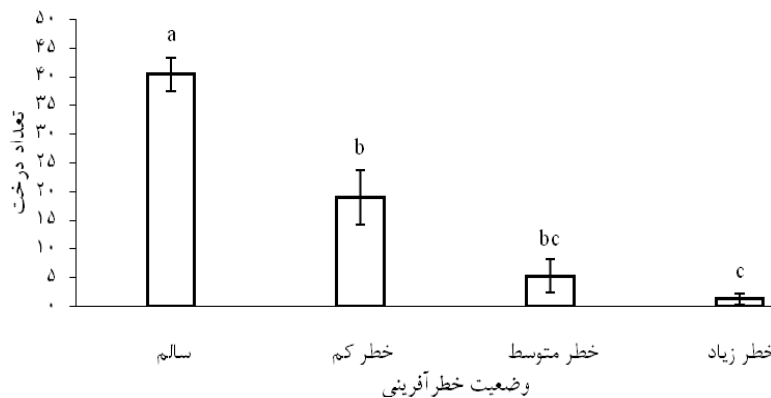 ۵۰
۴۵
۴۰
۳۵
۳۰
۲۵
۲۰
۱۵
۱۰
۵
۰
تعداد درخت
a
b
bc
c
سالم
خطر کم
خطر متوسط
خطر زیاد
وضعیت خطرآفرینی